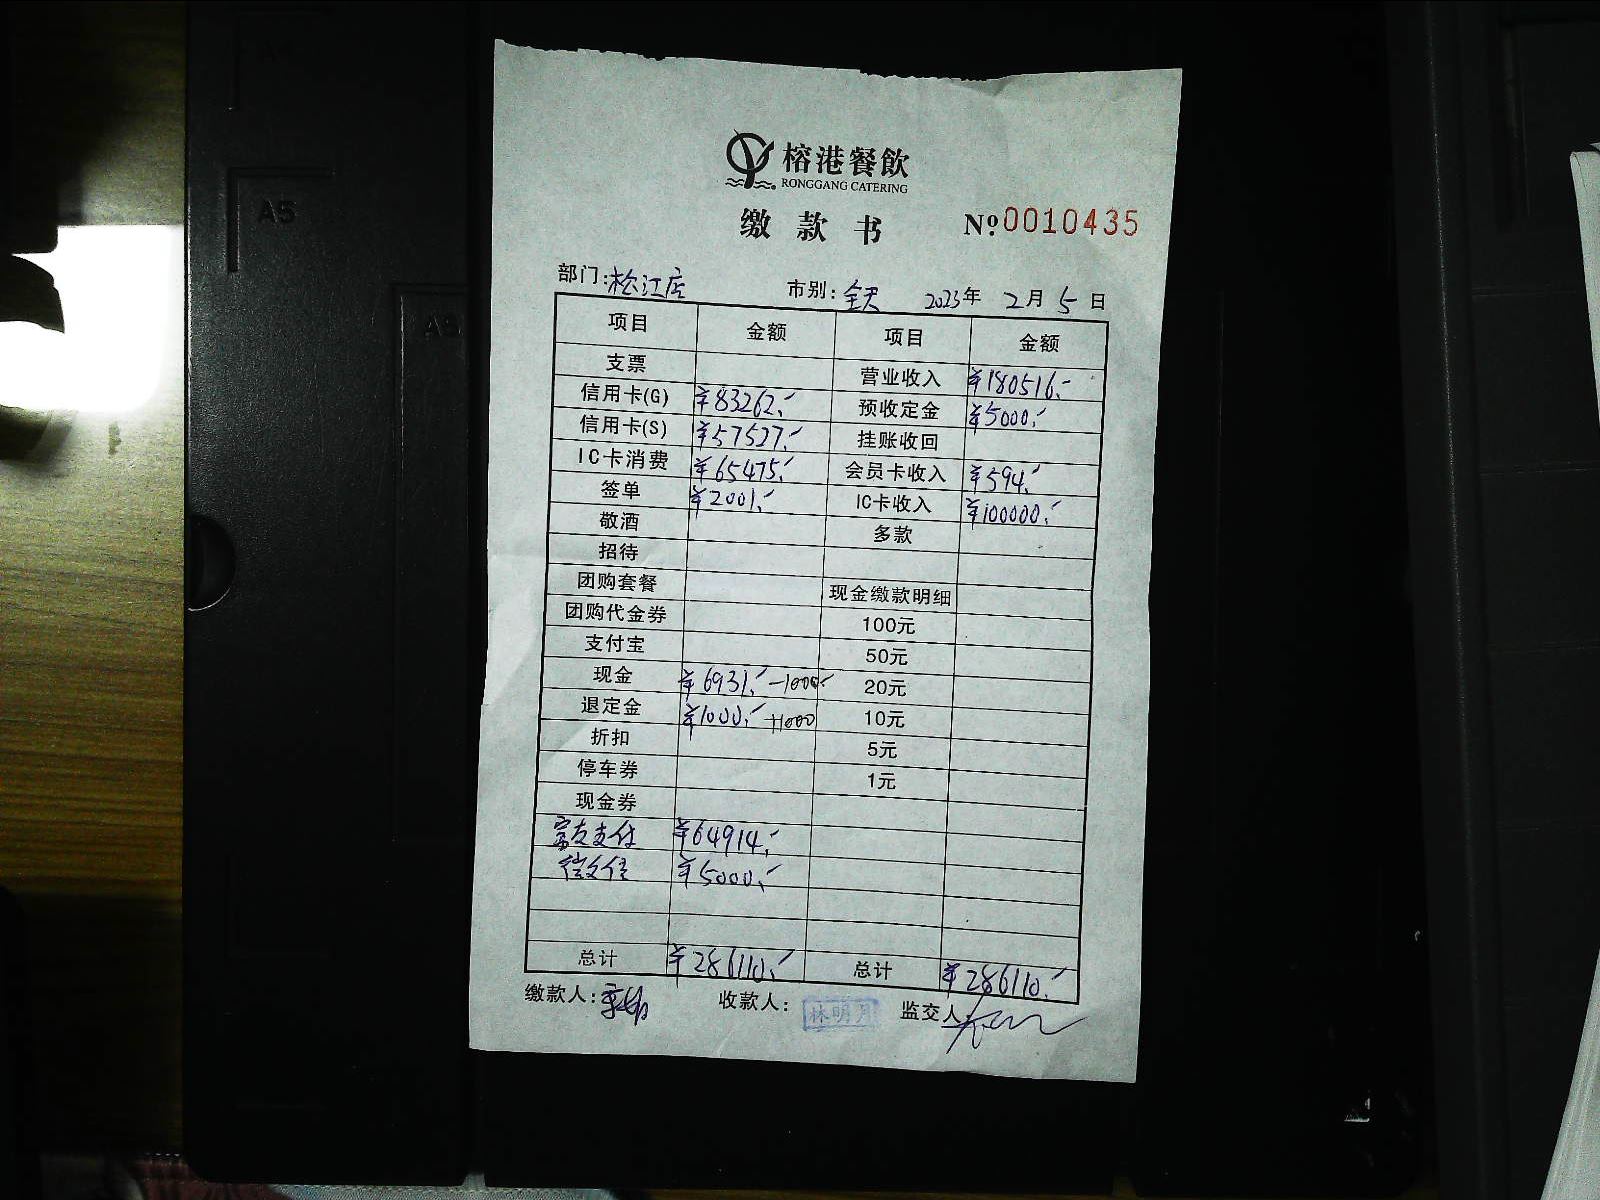 A4
A5
A5
榕港餐飲
RONGGANG CATERING
缴款书 №0010435
部门:松江店 市别:全天 2023年2月5日
项目 金额 项目 金额
支票 营业收入 ¥180516.-
信用卡(G) ¥83262.- 预收定金 ¥5000.-
信用卡(S) ¥57527.- 挂账收回
IC卡消费 ¥65475.- 会员卡收入 ¥594.-
签单 ¥2001.- IC卡收入 ¥100000.-
敬酒 多款
招待
团购套餐 现金缴款明细
团购代金券 100元
支付宝 50元
现金 ¥6931.- -1000.- 20元
退定金 ¥1000.- +1000 10元
折扣 5元
停车券 1元
现金券
支付 ¥64914.-
¥5000.-
总计 ¥286110.- 总计 ¥286110.-
缴款人: 收款人:林明月 监交人: